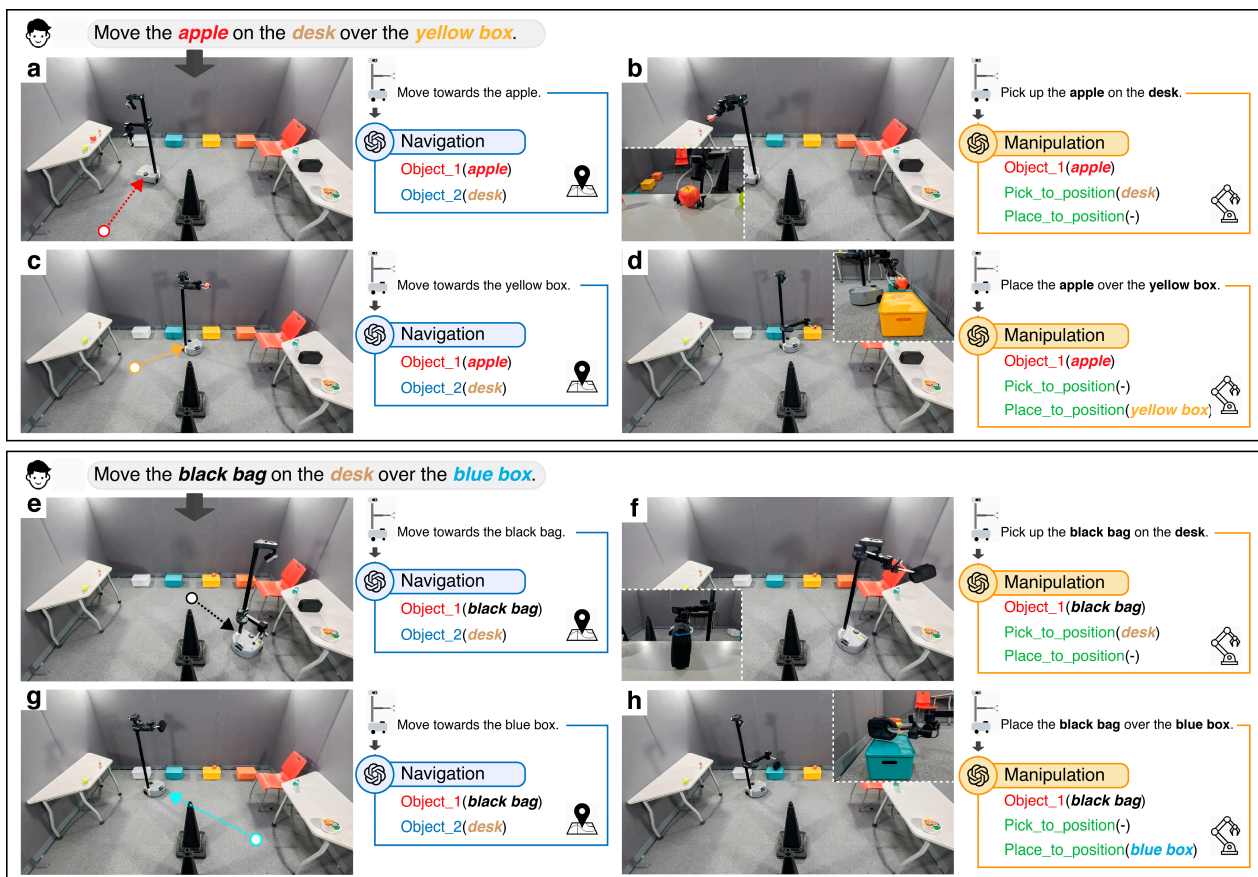 Move the apple on the desk over the yellow box.
a
Move towards the apple.
Navigation
Object_1(apple)
Object_2(desk)
b
Pick up the apple on the desk.
Manipulation
Object_1(apple)
Pick_to_position(desk)
Place_to_position(-)
c
Move towards the yellow box.
Navigation
Object_1(apple)
Object_2(desk)
d
Place the apple over the yellow box.
Manipulation
Object_1(apple)
Pick_to_position(-)
Place_to_position(yellow box)
Move the black bag on the desk over the blue box.
e
Move towards the black bag.
Navigation
Object_1(black bag)
Object_2(desk)
f
Pick up the black bag on the desk.
Manipulation
Object_1(black bag)
Pick_to_position(desk)
Place_to_position(-)
g
Move towards the blue box.
Navigation
Object_1(black bag)
Object_2(desk)
h
Place the black bag over the blue box.
Manipulation
Object_1(black bag)
Pick_to_position(-)
Place_to_position(blue box)